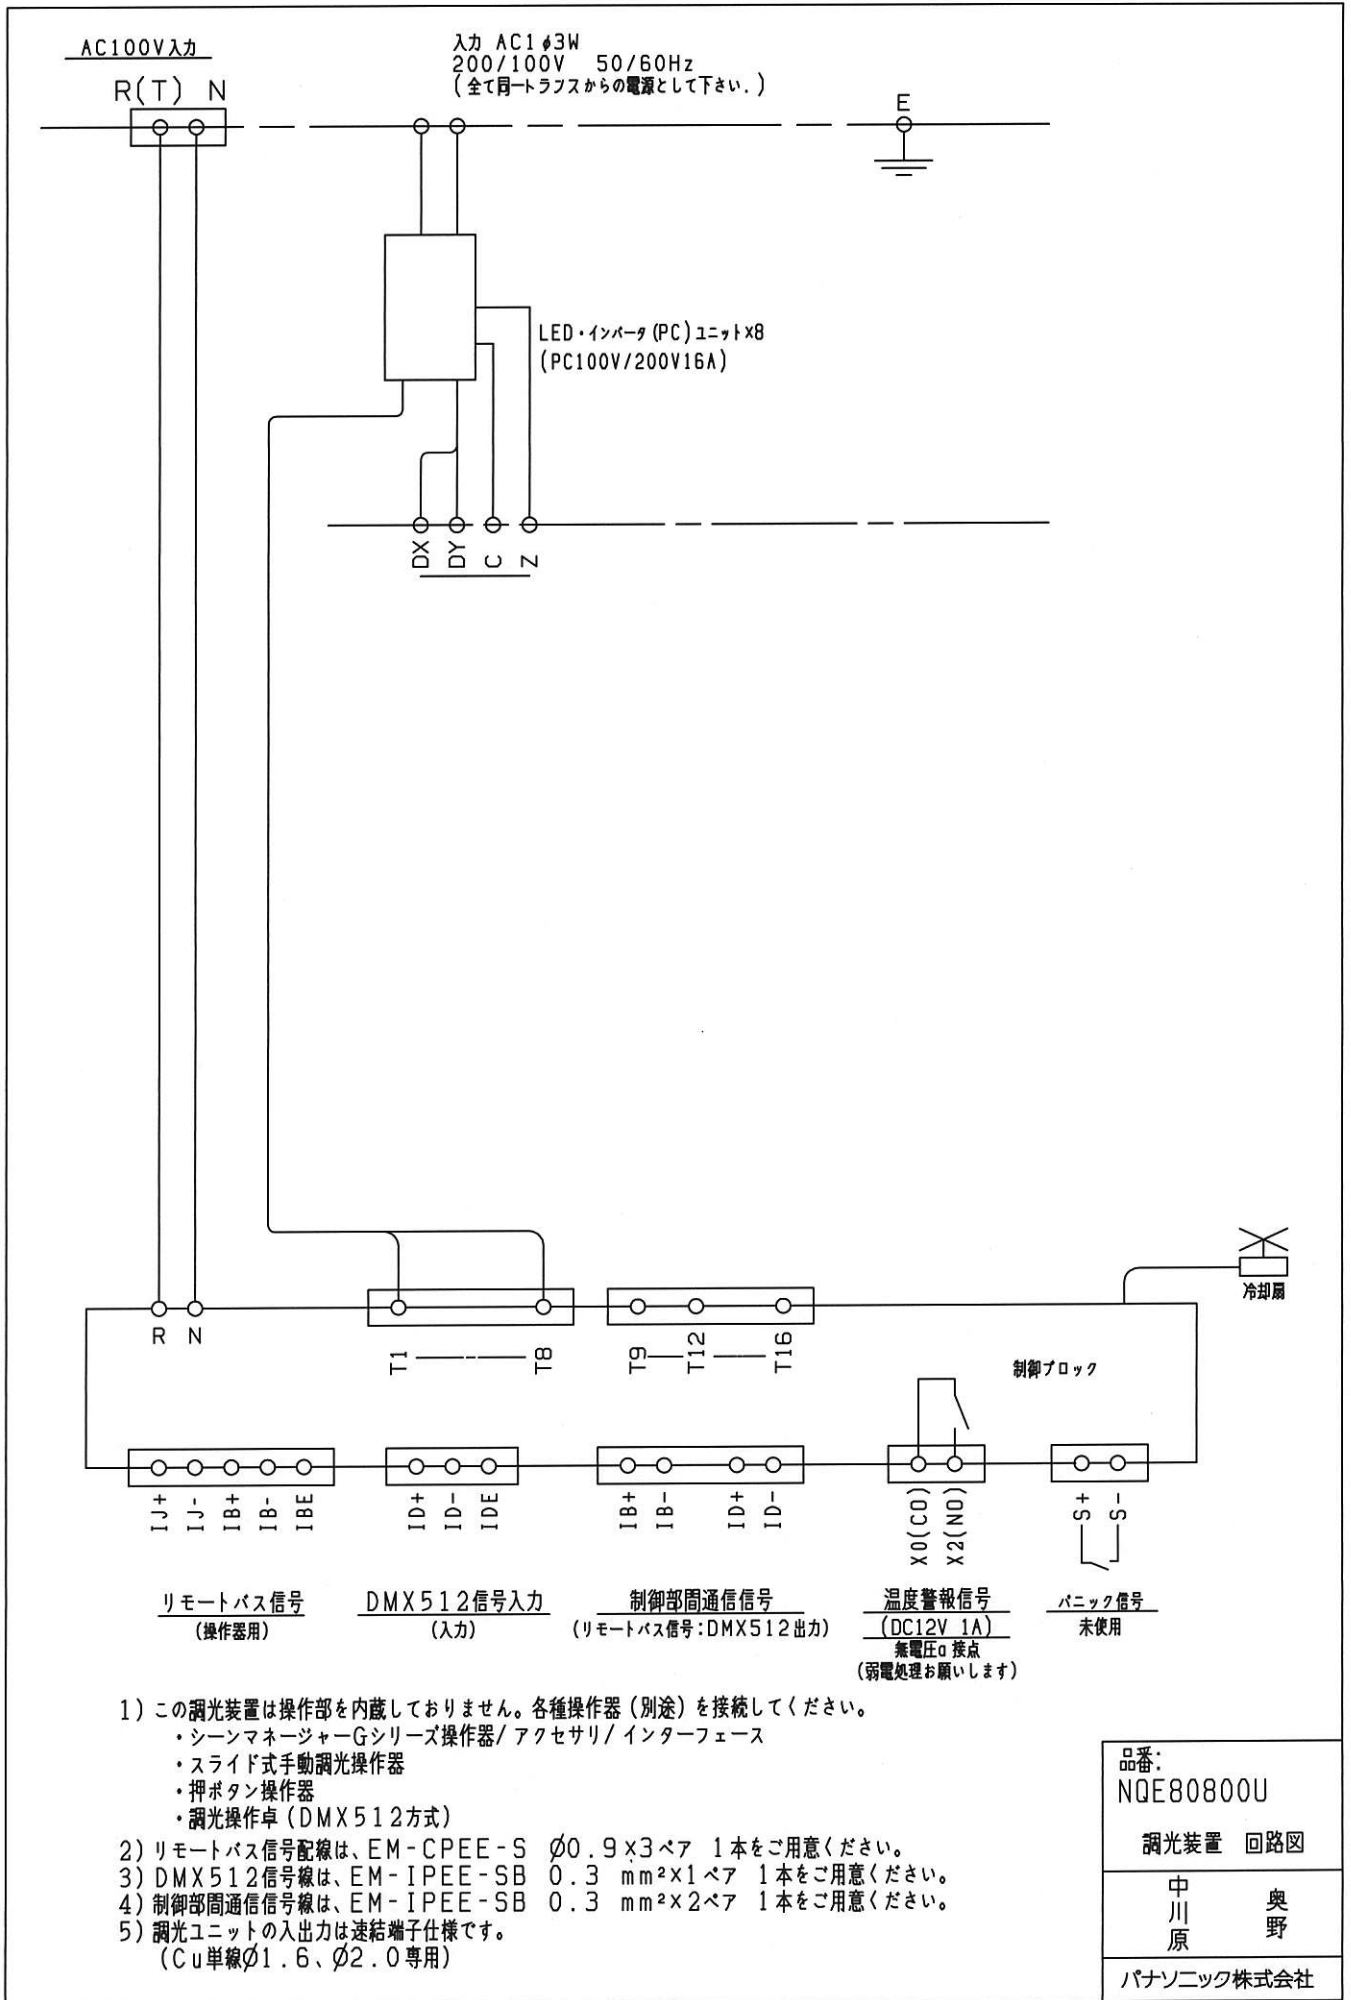 AC100V入力
R(T) N
入力 AC1φ3W
200/100V 50/60Hz
(全て同一トランスからの電源として下さい.)
E
LED・インバータ(PC)ユニット×8
(PC100V/200V16A)
DX DY C Z
冷却扇
R N
T1 T8
T9 T12 T16
制御ブロック
IJ+ IJ- IB+ IB- IBE
ID+ ID- IDE
IB+ IB- ID+ ID-
X0(CO) X2(NO)
S+ S-
リモートバス信号
(操作器用)
DMX512信号入力
(入力)
制御部間通信信号
(リモートバス信号:DMX512出力)
温度警報信号
(DC12V 1A)
無電圧a接点
(弱電処理お願いします)
パニック信号
未使用
1) この調光装置は操作部を内蔵しておりません。各種操作器(別途)を接続してください。
・シーンマネージャーGシリーズ操作器/アクセサリ/インターフェース
・スライド式手動調光操作器
・押ボタン操作器
・調光操作卓(DMX512方式)
2) リモートバス信号配線は、EM-CPEE-S Ø0.9×3ペア 1本をご用意ください。
3) DMX512信号線は、EM-IPEE-SB 0.3 mm²×1ペア 1本をご用意ください。
4) 制御部間通信信号線は、EM-IPEE-SB 0.3 mm²×2ペア 1本をご用意ください。
5) 調光ユニットの入出力は速結端子仕様です。
(Cu単線Ø1.6、Ø2.0専用)
品番:
NQE80800U
調光装置 回路図
中川原
奥野
パナソニック株式会社